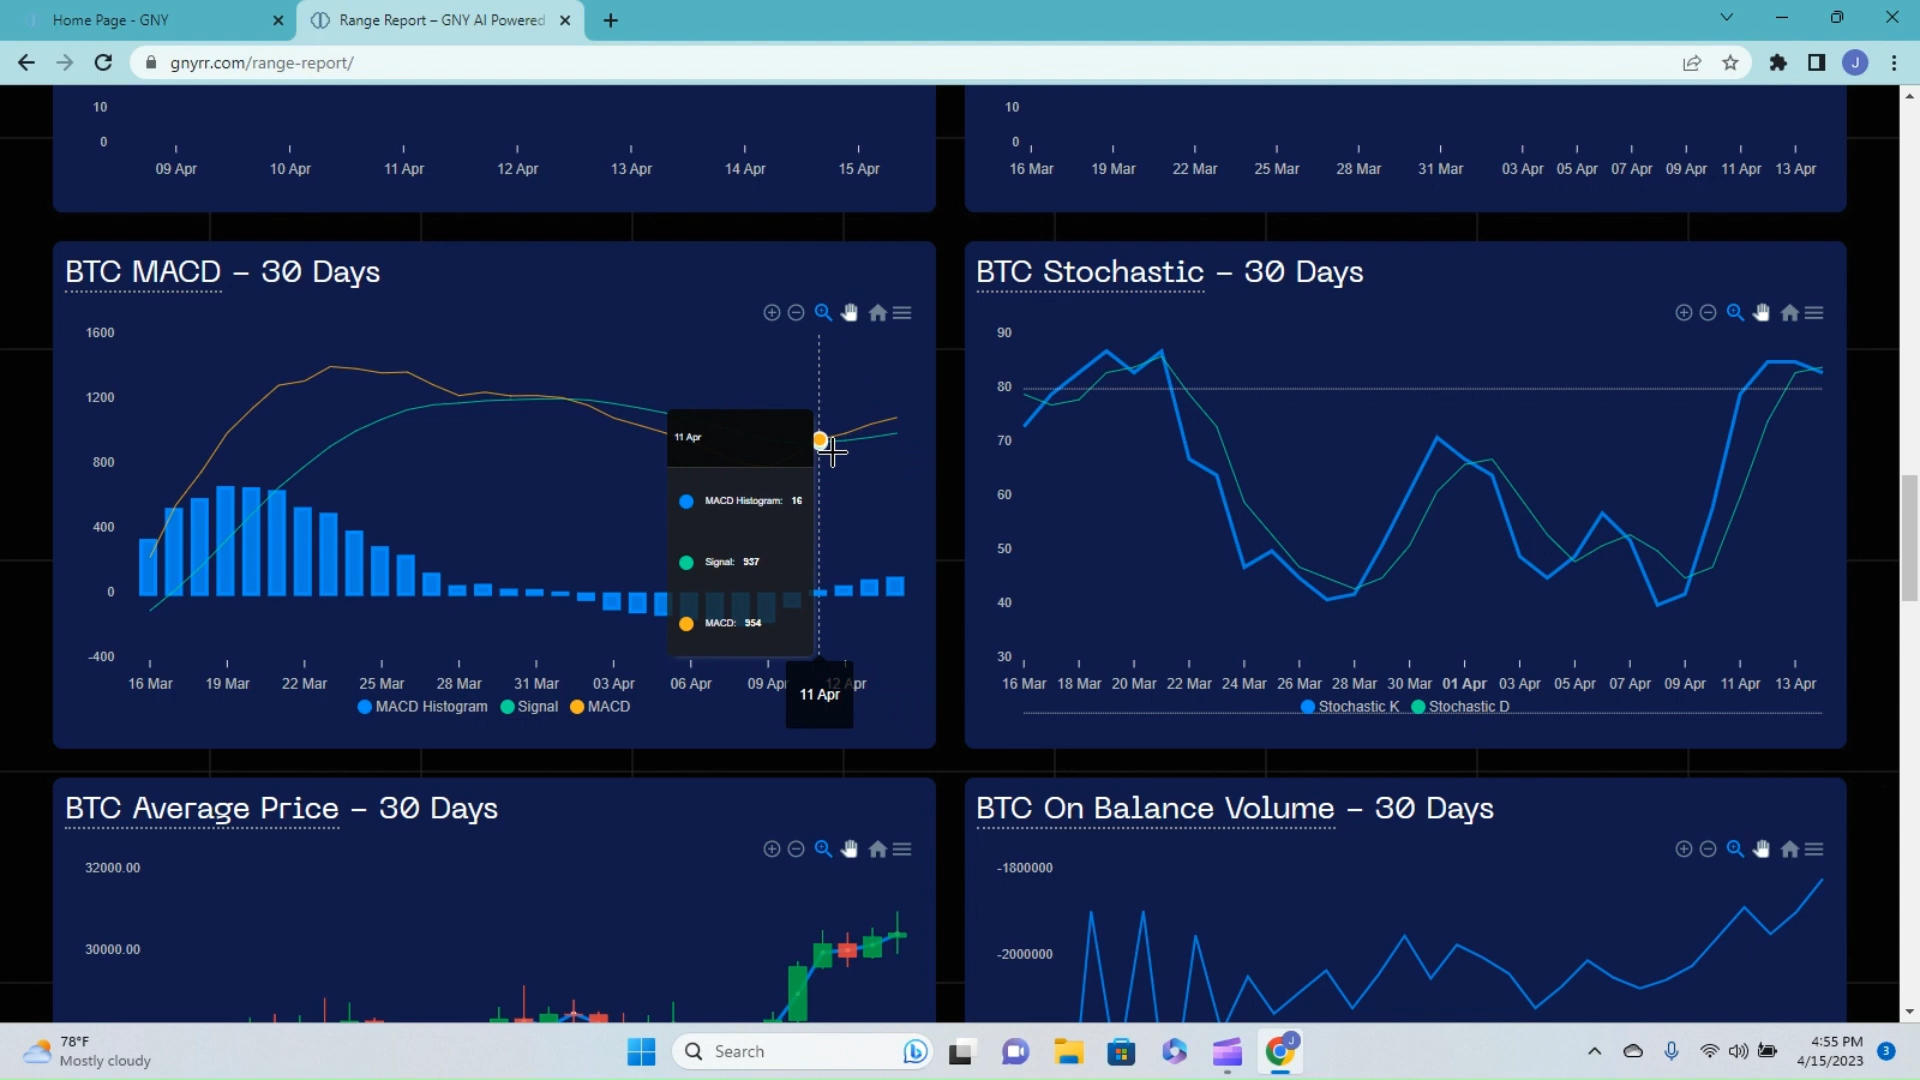 Home Page - GNY
Range Report – GNY AI Powered
gnyrr.com/range-report/
J
10
0
09 Apr 10 Apr 11 Apr 12 Apr 13 Apr 14 Apr 15 Apr
10
0
16 Mar 19 Mar 22 Mar 25 Mar 28 Mar 31 Mar 03 Apr 05 Apr 07 Apr 09 Apr 11 Apr 13 Apr
BTC MACD – 30 Days
1600
1200
800
400
0
-400
11 Apr
MACD Histogram: 16
Signal: 937
MACD: 954
16 Mar 19 Mar 22 Mar 25 Mar 28 Mar 31 Mar 03 Apr 06 Apr 09 Apr 12 Apr
11 Apr
MACD Histogram Signal MACD
BTC Stochastic – 30 Days
90
80
70
60
50
40
30
16 Mar 18 Mar 20 Mar 22 Mar 24 Mar 26 Mar 28 Mar 30 Mar 01 Apr 03 Apr 05 Apr 07 Apr 09 Apr 11 Apr 13 Apr
Stochastic K Stochastic D
BTC Average Price – 30 Days
32000.00
30000.00
BTC On Balance Volume – 30 Days
-1800000
-2000000
78°F
Mostly cloudy
Search
J
4:55 PM
4/15/2023
3